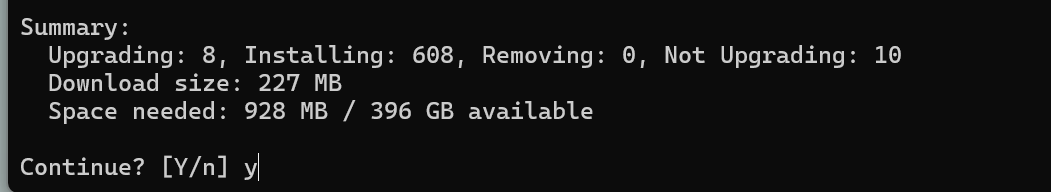 Summary:
  Upgrading: 8, Installing: 608, Removing: 0, Not Upgrading: 10
  Download size: 227 MB
  Space needed: 928 MB / 396 GB available
Continue? [Y/n] y